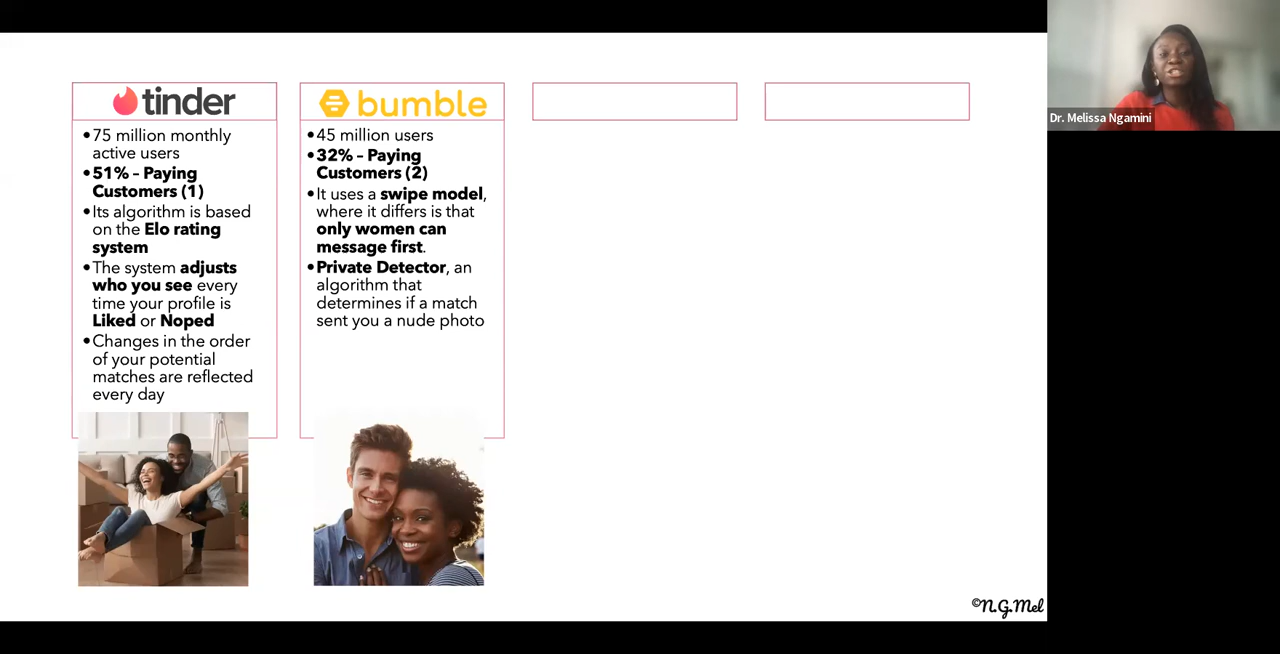 tinder
•75 million monthly
active users
•51% – Paying
Customers (1)
•Its algorithm is based
on the Elo rating
system
•The system adjusts
who you see every
time your profile is
Liked or Noped
•Changes in the order
of your potential
matches are reflected
every day
bumble
•45 million users
•32% – Paying
Customers (2)
•It uses a swipe model,
where it differs is that
only women can
message first.
•Private Detector, an
algorithm that
determines if a match
sent you a nude photo
©N.G.Mel
Dr. Melissa Ngamini